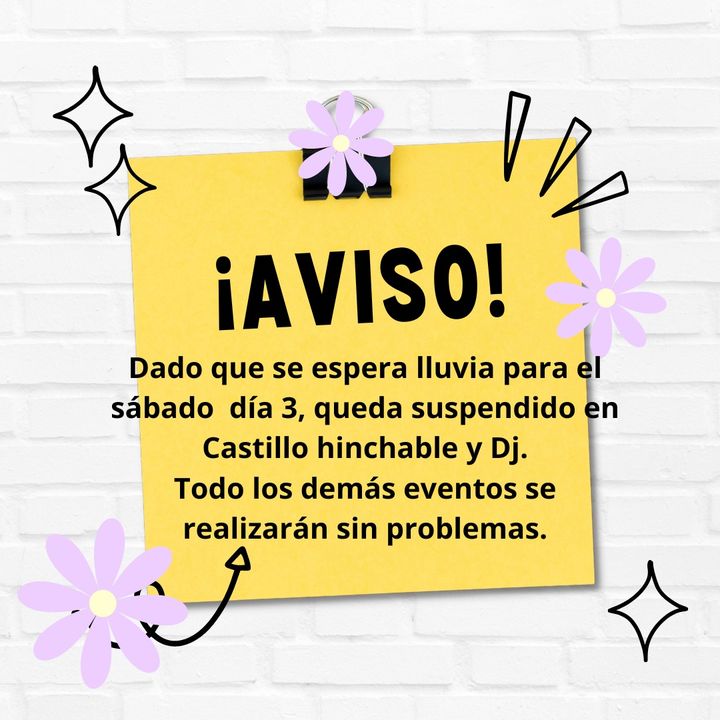 ¡AVISO!
Dado que se espera lluvia para el
sábado  día 3, queda suspendido en
Castillo hinchable y Dj.
Todo los demás eventos se
realizarán sin problemas.